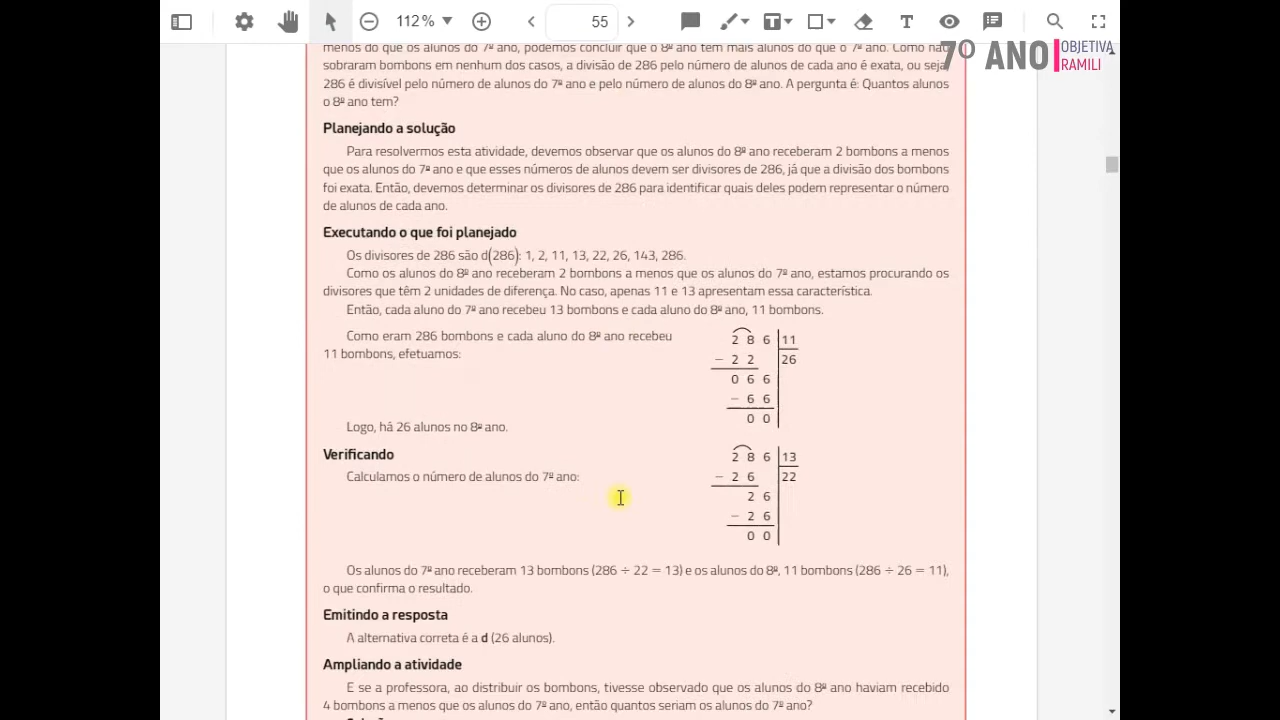 112%
55
7º ANO
OBJETIVA
RAMILI
menos do que os alunos do 7º ano, podemos concluir que o 8º ano tem mais alunos do que o 7º ano. Como não
sobraram bombons em nenhum dos casos, a divisão de 286 pelo número de alunos de cada ano é exata, ou seja,
286 é divisível pelo número de alunos do 7º ano e pelo número de alunos do 8º ano. A pergunta é: Quantos alunos
o 8º ano tem?
Planejando a solução
Para resolvermos esta atividade, devemos observar que os alunos do 8º ano receberam 2 bombons a menos
que os alunos do 7º ano e que esses números de alunos devem ser divisores de 286, já que a divisão dos bombons
foi exata. Então, devemos determinar os divisores de 286 para identificar quais deles podem representar o número
de alunos de cada ano.
Executando o que foi planejado
Os divisores de 286 são d(286): 1, 2, 11, 13, 22, 26, 143, 286.
Como os alunos do 8º ano receberam 2 bombons a menos que os alunos do 7º ano, estamos procurando os
divisores que têm 2 unidades de diferença. No caso, apenas 11 e 13 apresentam essa característica.
Então, cada aluno do 7º ano recebeu 13 bombons e cada aluno do 8º ano, 11 bombons.
Como eram 286 bombons e cada aluno do 8º ano recebeu
11 bombons, efetuamos:
2 8 6 11
− 2 2 26
0 6 6
− 6 6
0 0
Logo, há 26 alunos no 8º ano.
Verificando
Calculamos o número de alunos do 7º ano:
2 8 6 13
− 2 6 22
2 6
− 2 6
0 0
Os alunos do 7º ano receberam 13 bombons (286 ÷ 22 = 13) e os alunos do 8º, 11 bombons (286 ÷ 26 = 11),
o que confirma o resultado.
Emitindo a resposta
A alternativa correta é a d (26 alunos).
Ampliando a atividade
E se a professora, ao distribuir os bombons, tivesse observado que os alunos do 8º ano haviam recebido
4 bombons a menos que os alunos do 7º ano, então quantos seriam os alunos do 7º ano?